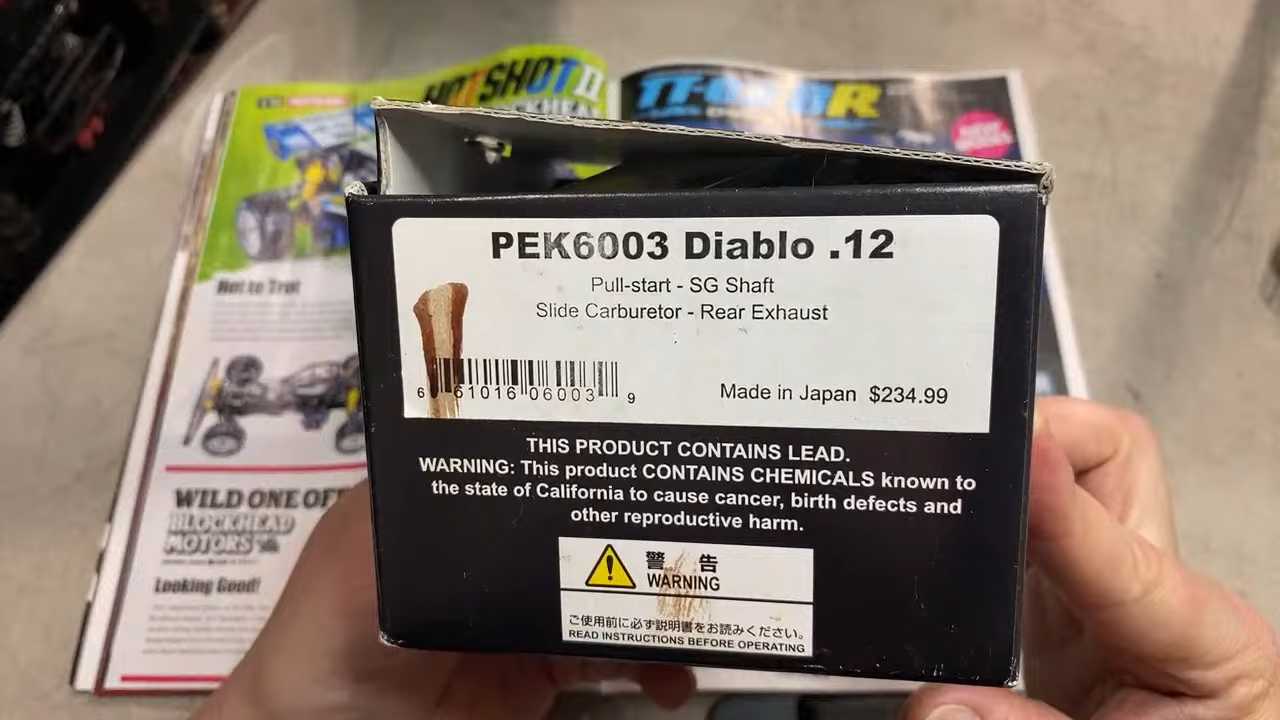 HOTSHOT II
TT-02BR
PEK6003 Diablo .12
Pull-start - SG Shaft
Slide Carburetor - Rear Exhaust
6 61016 06003 9
Made in Japan $234.99
THIS PRODUCT CONTAINS LEAD.
WARNING: This product CONTAINS CHEMICALS known to
the state of California to cause cancer, birth defects and
other reproductive harm.
警 告
WARNING
ご使用前に必ず説明書をお読みください。
READ INSTRUCTIONS BEFORE OPERATING
Hot to Trot
WILD ONE OFF
BLOCKHEAD
MOTORS
Looking Good!